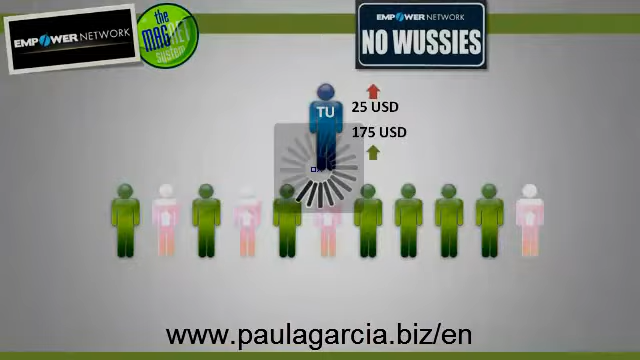 EMPOWER NETWORK
the
MAGNET
system
EMPOWER NETWORK
NO WUSSIES
TU
25 USD
175 USD
www.paulagarcia.biz/en